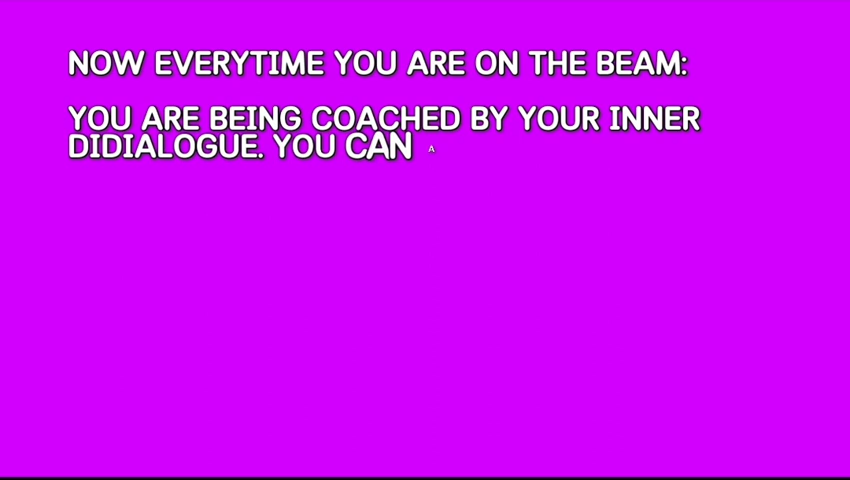 NOW EVERYTIME YOU ARE ON THE BEAM:
YOU ARE BEING COACHED BY YOUR INNER
DIDIALOGUE. YOU CAN A